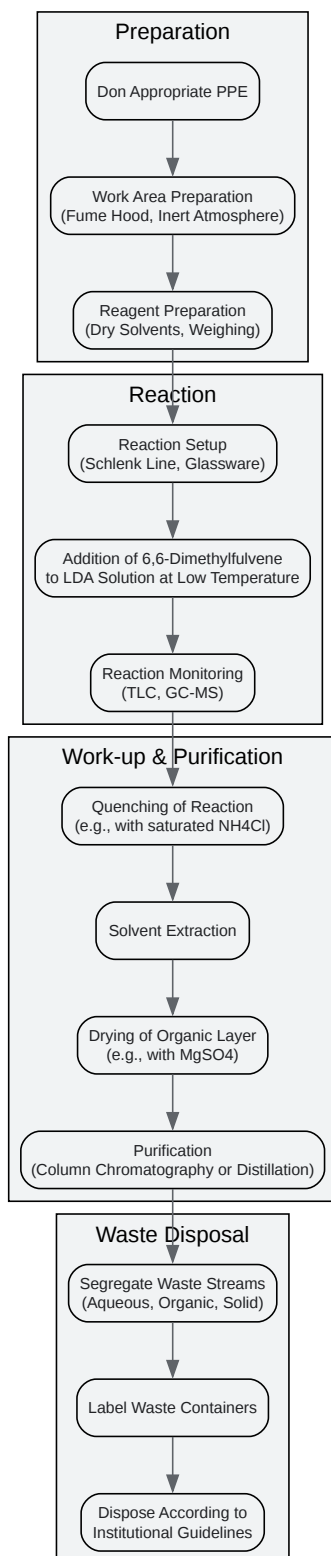 Preparation
Don Appropriate PPE
Work Area Preparation
(Fume Hood, Inert Atmosphere)
Reagent Preparation
(Dry Solvents, Weighing)
Reaction
Reaction Setup
(Schlenk Line, Glassware)
Addition of 6,6-Dimethylfulvene
to LDA Solution at Low Temperature
Reaction Monitoring
(TLC, GC-MS)
Work-up & Purification
Quenching of Reaction
(e.g., with saturated NH4Cl)
Solvent Extraction
Drying of Organic Layer
(e.g., with MgSO4)
Purification
(Column Chromatography or Distillation)
Waste Disposal
Segregate Waste Streams
(Aqueous, Organic, Solid)
Label Waste Containers
Dispose According to
Institutional Guidelines